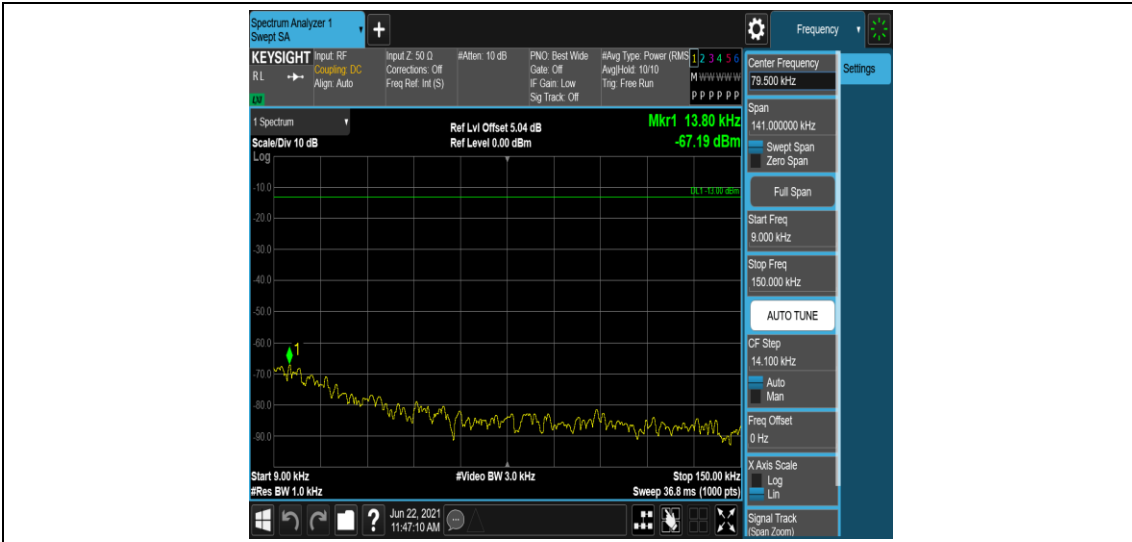 Spectrum Analyzer 1
Swept SA
+
Frequency
KEYSIGHT
RL
LXI
Input: RF
Coupling: DC
Align: Auto
Input Z: 50 Ω
Corrections: Off
Freq Ref: Int (S)
#Atten: 10 dB
PNO: Best Wide
Gate: Off
IF Gain: Low
Sig Track: Off
#Avg Type: Power (RMS
Avg|Hold: 10/10
Trig: Free Run
1 2 3 4 5 6
M W W W W W
P P P P P P
1 Spectrum
Scale/Div 10 dB
Log
Ref Lvl Offset 5.04 dB
Ref Level 0.00 dBm
Mkr1 13.80 kHz
-67.19 dBm
DL1 -13.00 dBm
-10.0
-20.0
-30.0
-40.0
-50.0
-60.0
-70.0
-80.0
-90.0
1
Start 9.00 kHz
#Res BW 1.0 kHz
#Video BW 3.0 kHz
Stop 150.00 kHz
Sweep 36.8 ms (1000 pts)
Center Frequency
79.500 kHz
Settings
Span
141.000000 kHz
Swept Span
Zero Span
Full Span
Start Freq
9.000 kHz
Stop Freq
150.000 kHz
AUTO TUNE
CF Step
14.100 kHz
Auto
Man
Freq Offset
0 Hz
X Axis Scale
Log
Lin
Signal Track
(Span Zoom)
?
Jun 22, 2021
11:47:10 AM